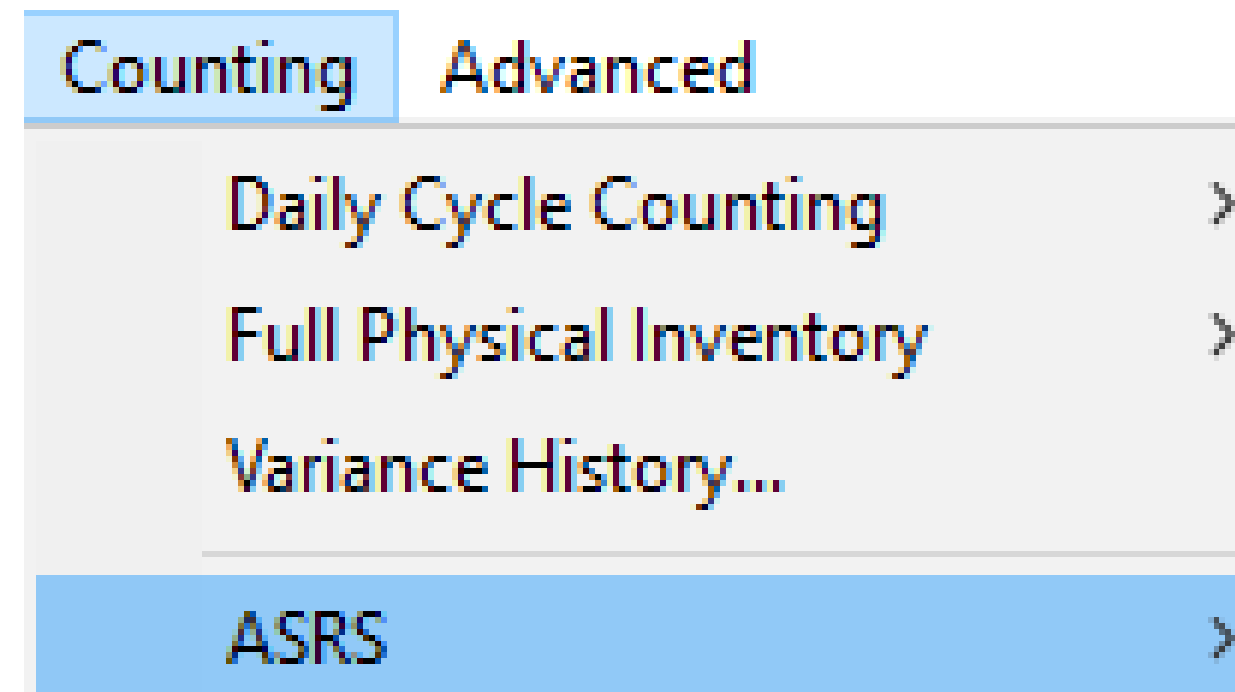 Counting Advanced
Daily Cycle Counting
Full Physical Inventory
Variance History...
ASRS